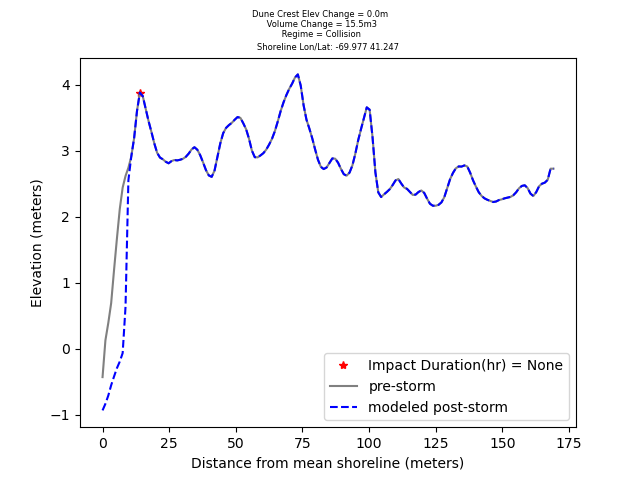 Dune Crest Elev Change = 0.0m
Volume Change = 15.5m3
Regime = Collision
Shoreline Lon/Lat: -69.977 41.247
4
3
2
1
0
−1
Elevation (meters)
Impact Duration(hr) = None
pre-storm
modeled post-storm
0
25
50
75
100
125
150
175
Distance from mean shoreline (meters)